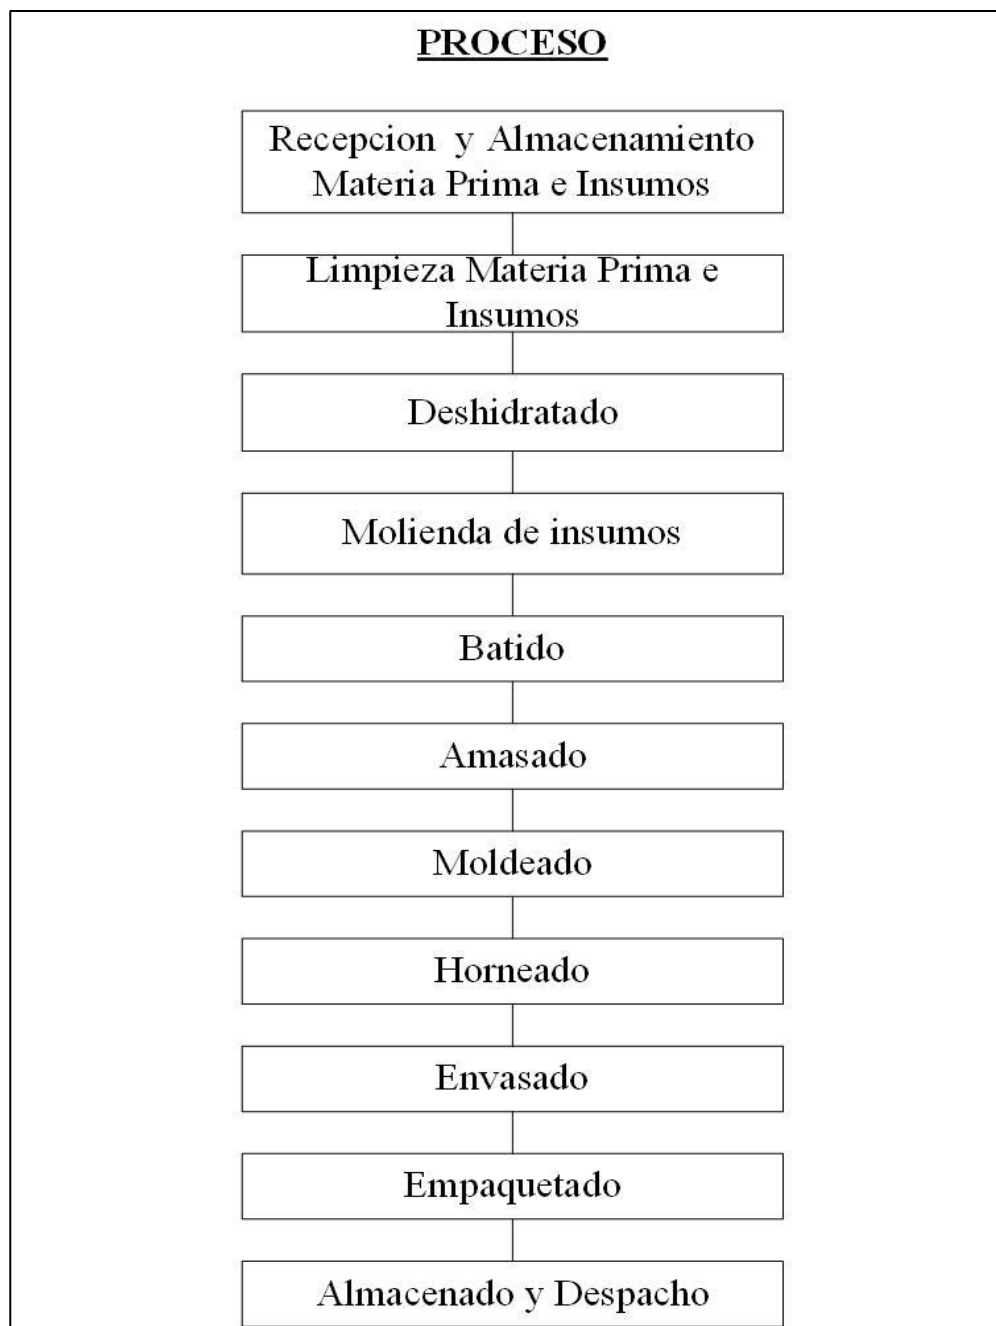 PROCESO
Recepcion y Almacenamiento
Materia Prima e Insumos
Limpieza Materia Prima e
Insumos
Deshidratado
Molienda de insumos
Batido
Amasado
Moldeado
Horneado
Envasado
Empaquetado
Almacenado y Despacho